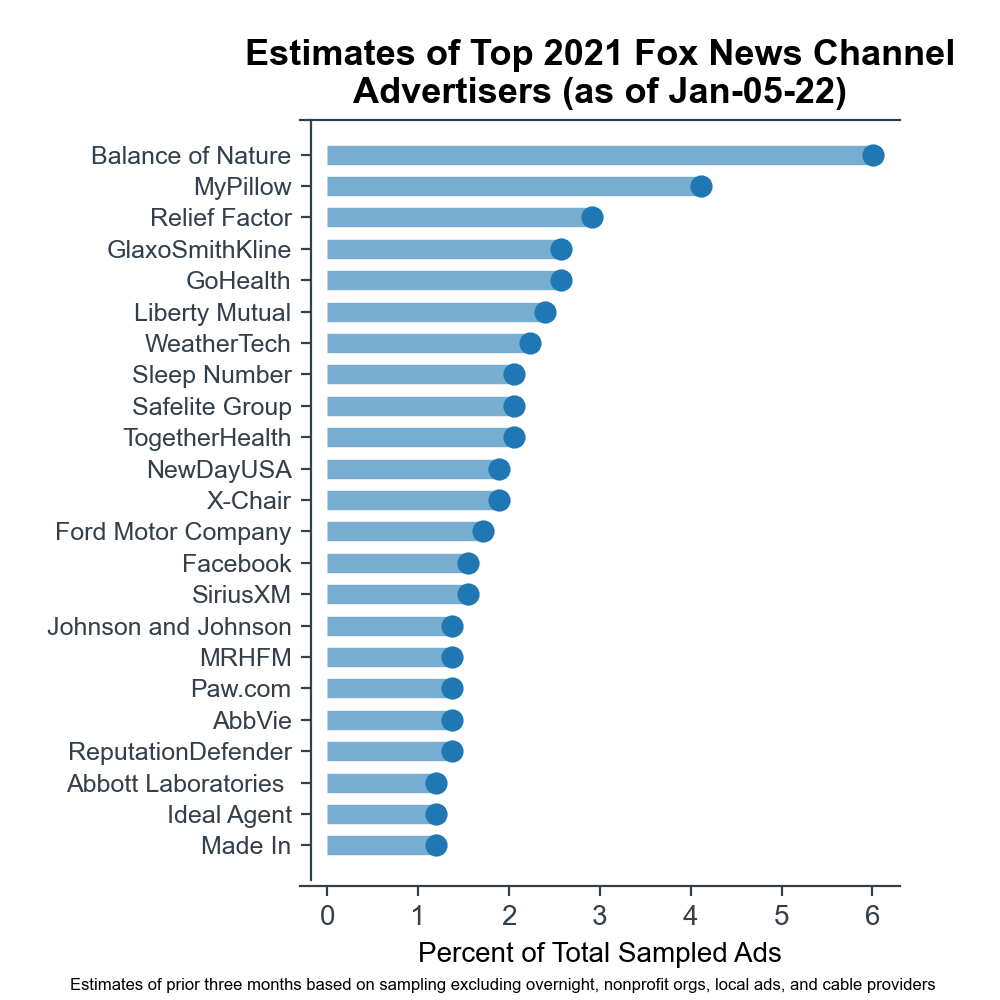 Estimates of Top 2021 Fox News Channel
Advertisers (as of Jan-05-22)
Balance of Nature
MyPillow
Relief Factor
GlaxoSmithKline
GoHealth
Liberty Mutual
WeatherTech
Sleep Number
Safelite Group
TogetherHealth
NewDayUSA
X-Chair
Ford Motor Company
Facebook
SiriusXM
Johnson and Johnson
MRHFM
Paw.com
AbbVie
ReputationDefender
Abbott Laboratories
Ideal Agent
Made In
0 1 2 3 4 5 6
Percent of Total Sampled Ads
Estimates of prior three months based on sampling excluding overnight, nonprofit orgs, local ads, and cable providers